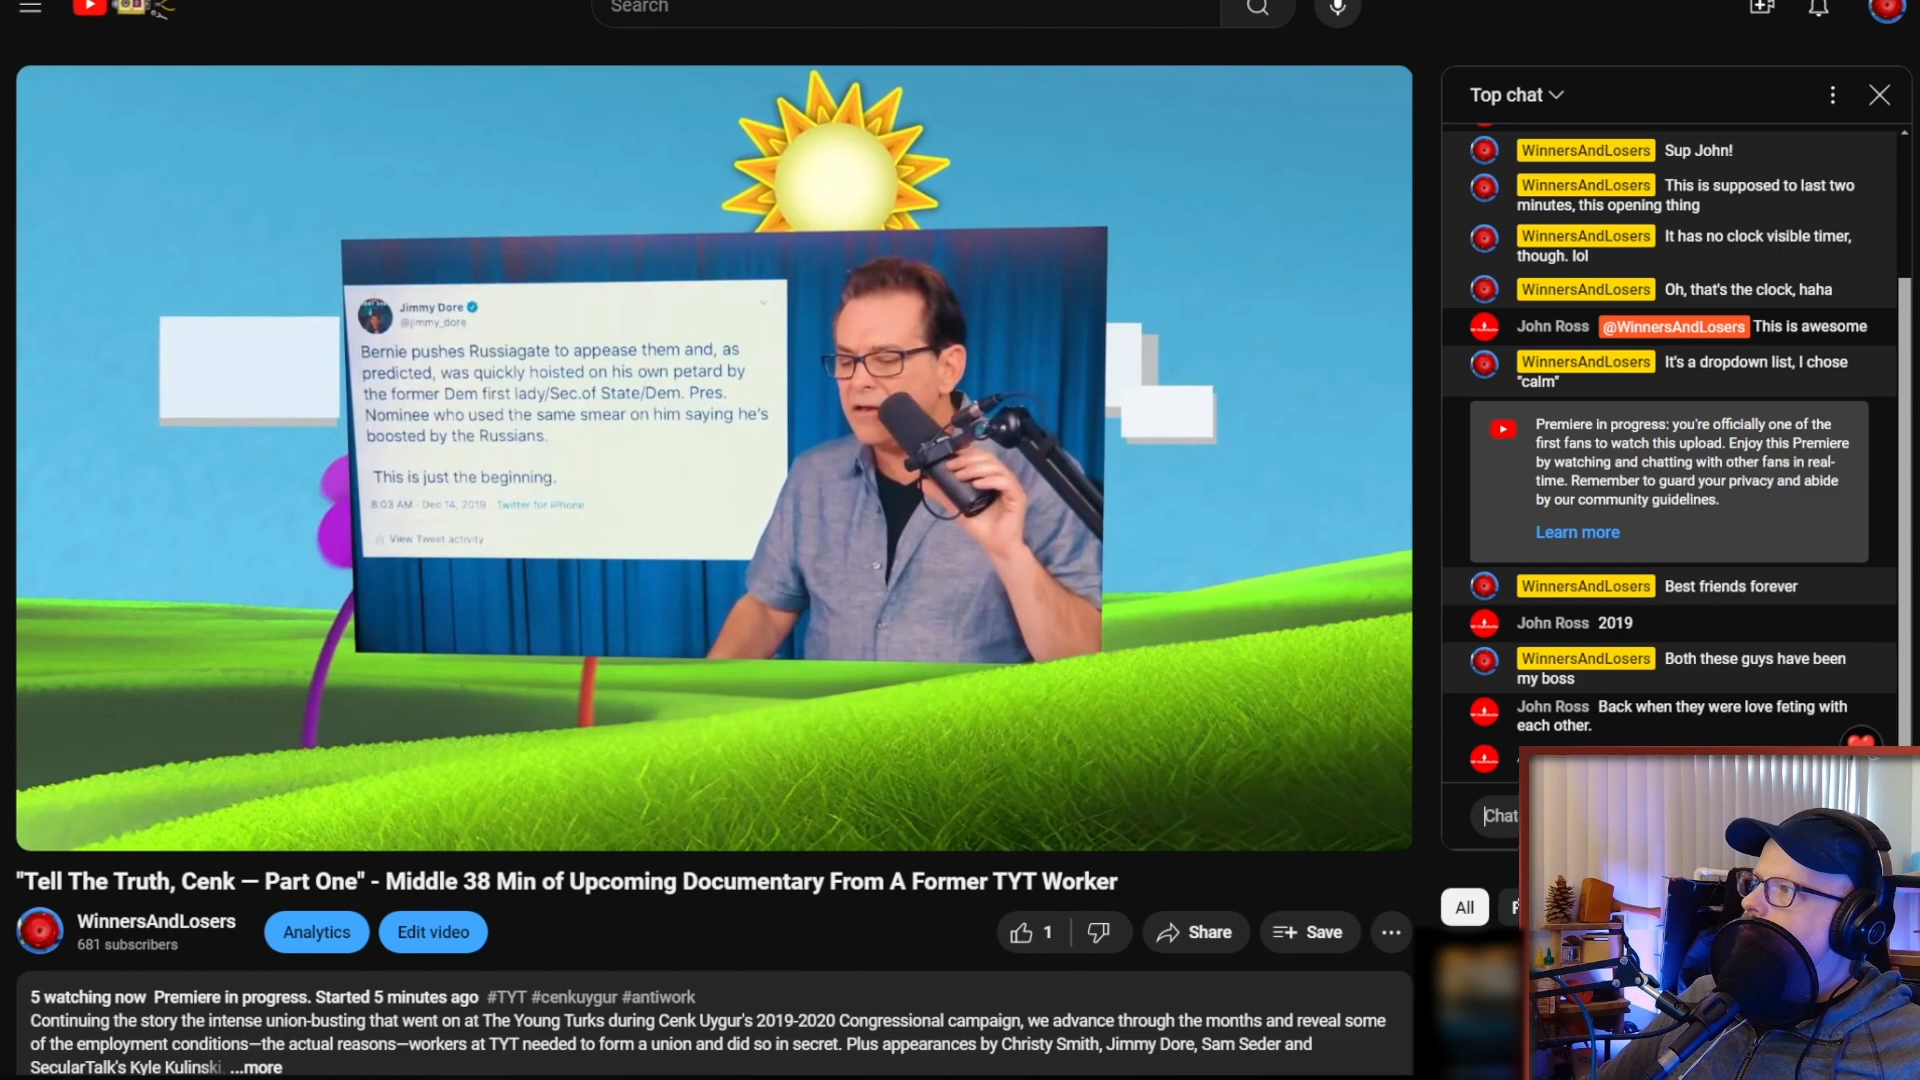 Search
Jimmy Dore
@jimmy_dore
Bernie pushes Russiagate to appease them and, as
predicted, was quickly hoisted on his own petard by
the former Dem first lady/Sec.of State/Dem. Pres.
Nominee who used the same smear on him saying he's
boosted by the Russians.
This is just the beginning.
8:03 AM · Dec 14, 2019 · Twitter for iPhone
View Tweet activity
Top chat
WinnersAndLosers Sup John!
WinnersAndLosers This is supposed to last two
minutes, this opening thing
WinnersAndLosers It has no clock visible timer,
though. lol
WinnersAndLosers Oh, that's the clock, haha
John Ross @WinnersAndLosers This is awesome
WinnersAndLosers It's a dropdown list, I chose
"calm"
Premiere in progress: you're officially one of the
first fans to watch this upload. Enjoy this Premiere
by watching and chatting with other fans in real-
time. Remember to guard your privacy and abide
by our community guidelines.
Learn more
WinnersAndLosers Best friends forever
John Ross 2019
WinnersAndLosers Both these guys have been
my boss
John Ross Back when they were love feting with
each other.
Chat
All
"Tell The Truth, Cenk — Part One" - Middle 38 Min of Upcoming Documentary From A Former TYT Worker
WinnersAndLosers
681 subscribers
Analytics
Edit video
1
Share
Save
5 watching now Premiere in progress. Started 5 minutes ago #TYT #cenkuygur #antiwork
Continuing the story the intense union-busting that went on at The Young Turks during Cenk Uygur's 2019-2020 Congressional campaign, we advance through the months and reveal some
of the employment conditions—the actual reasons—workers at TYT needed to form a union and did so in secret. Plus appearances by Christy Smith, Jimmy Dore, Sam Seder and
SecularTalk's Kyle Kulinski. ...more